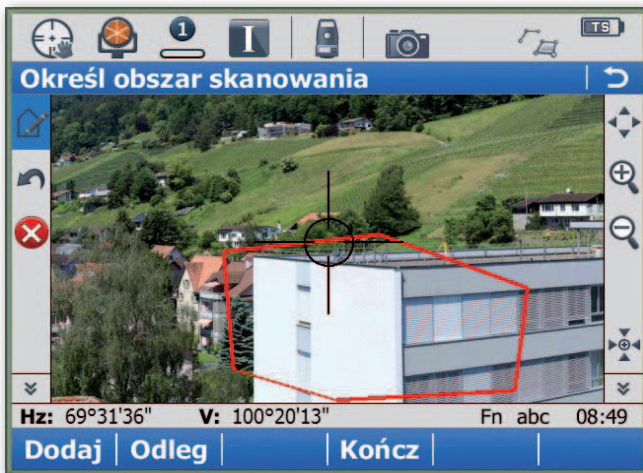 1
I
TS
Określ obszar skanowania
Hz: 69°31'36" V: 100°20'13" Fn abc 08:49
Dodaj Odleg Kończ